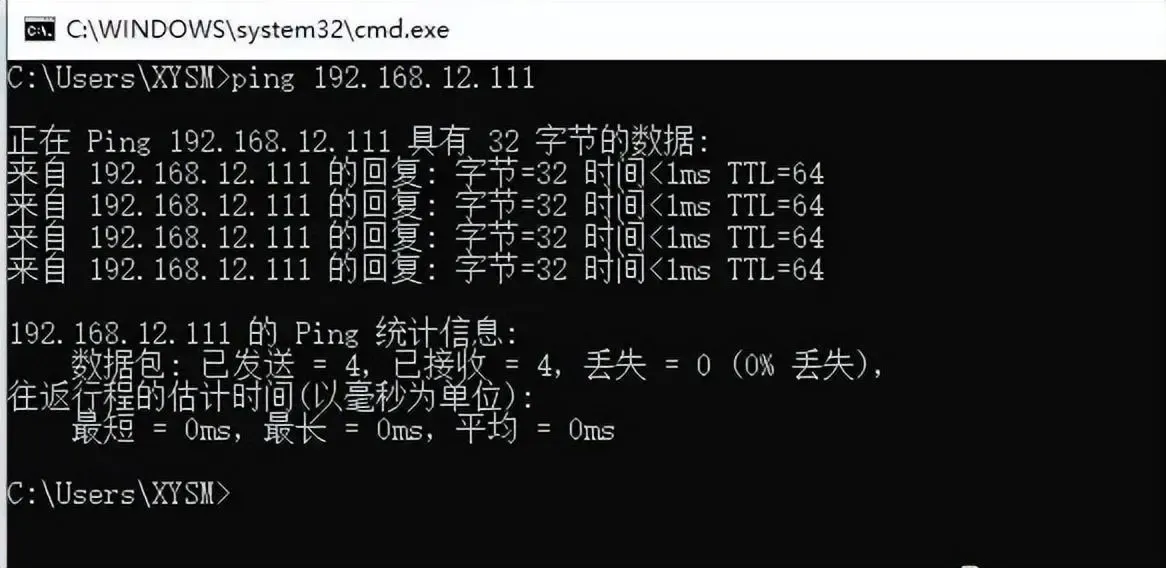 C:\WINDOWS\system32\cmd.exe
C:\Users\XYSM>ping 192.168.12.111
正在 Ping 192.168.12.111 具有 32 字节的数据:
来自 192.168.12.111 的回复: 字节=32 时间<1ms TTL=64
来自 192.168.12.111 的回复: 字节=32 时间<1ms TTL=64
来自 192.168.12.111 的回复: 字节=32 时间<1ms TTL=64
来自 192.168.12.111 的回复: 字节=32 时间<1ms TTL=64
192.168.12.111 的 Ping 统计信息:
数据包: 已发送 = 4, 已接收 = 4, 丢失 = 0 (0% 丢失),
往返行程的估计时间(以毫秒为单位):
最短 = 0ms, 最长 = 0ms, 平均 = 0ms
C:\Users\XYSM>